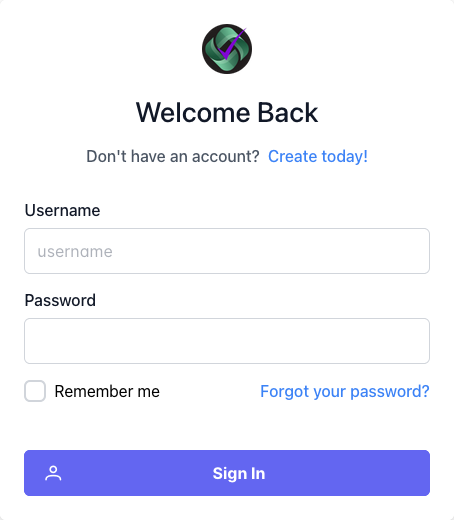 Welcome Back
Don't have an account? Create today!
Username
username
Password
Remember me Forgot your password?
Sign In